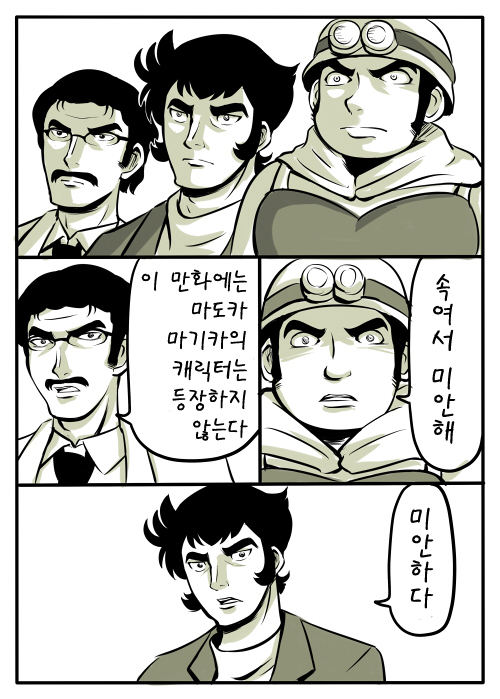 속여서 미안해
이 만화에는
마도카
마기카의
캐릭터는
등장하지
않는다
미안하다